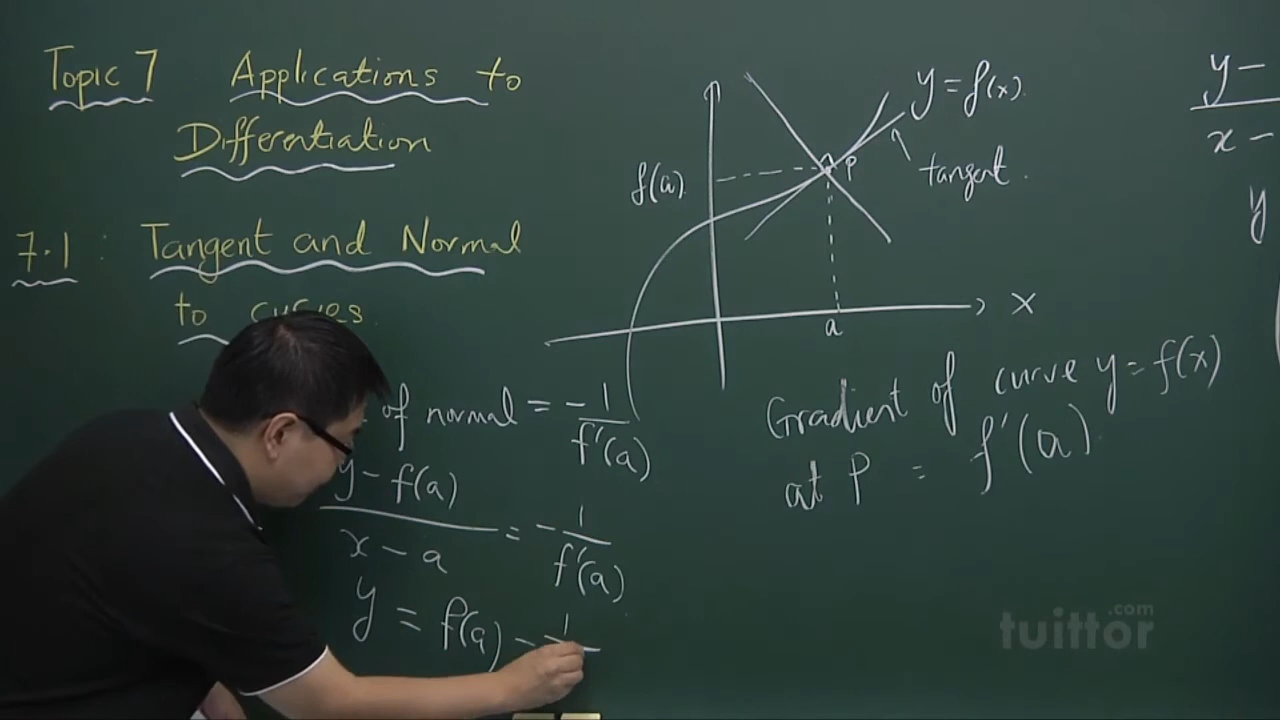 Topic 7 Applications to
Differentiation
7.1 : Tangent and Normal
to curves
of normal = -1/f'(a)
y - f(a)/x - a = -1/f'(a)
y = f(a) - 1/
y = f(x)
tangent.
P
f(a)
a
x
Gradient of curve y = f(x)
at P = f'(a)
y -
x -
y
tuittor.com